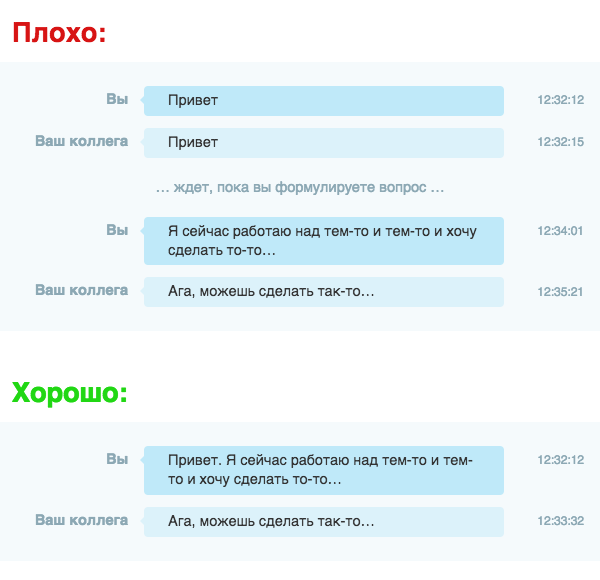 Плохо:
Вы
Привет
12:32:12
Ваш коллега
Привет
12:32:15
… ждет, пока вы формулируете вопрос …
Вы
Я сейчас работаю над тем-то и тем-то и хочу
сделать то-то…
12:34:01
Ваш коллега
Ага, можешь сделать так-то…
12:35:21
Хорошо:
Вы
Привет. Я сейчас работаю над тем-то и тем-
то и хочу сделать то-то…
12:32:12
Ваш коллега
Ага, можешь сделать так-то…
12:33:32